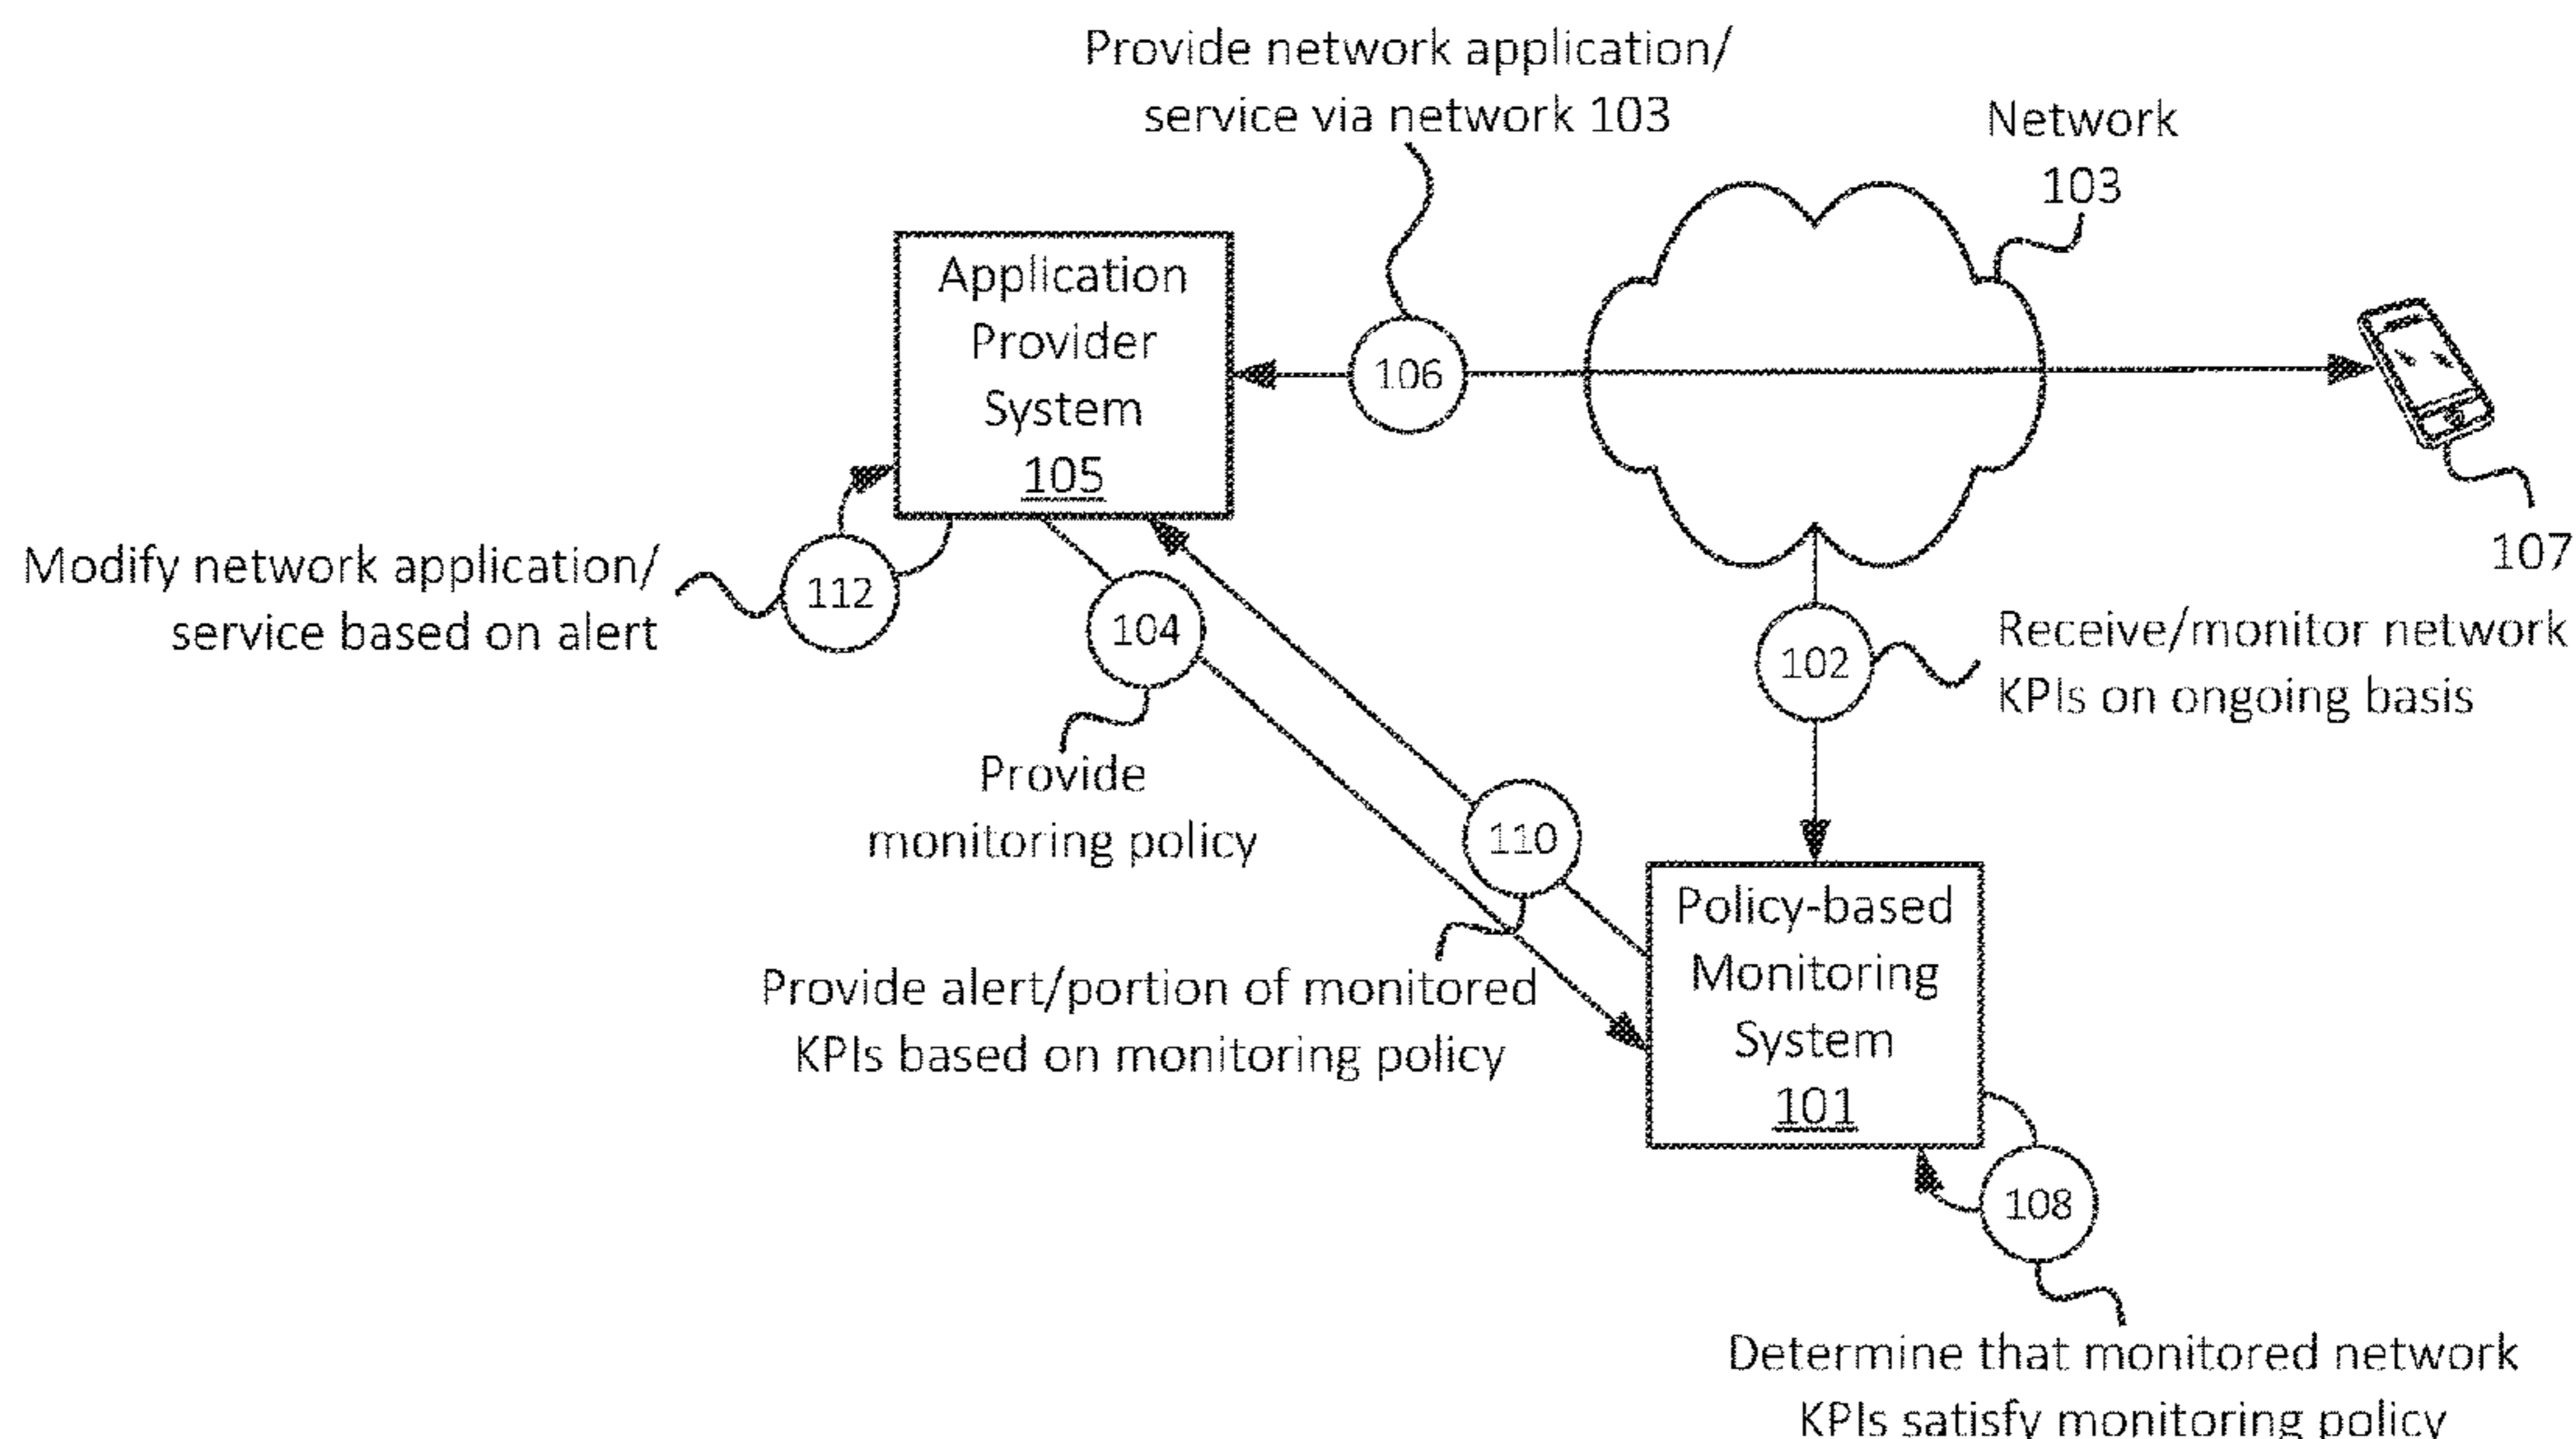 Provide network application/
service via network 103
Network
103
Application
Provider
System
105
106
107
Modify network application/
service based on alert
112
104
Provide
monitoring policy
102
Receive/monitor network
KPIs on ongoing basis
110
Provide alert/portion of monitored
KPIs based on monitoring policy
Policy-based
Monitoring
System
101
108
Determine that monitored network
KPIs satisfy monitoring policy